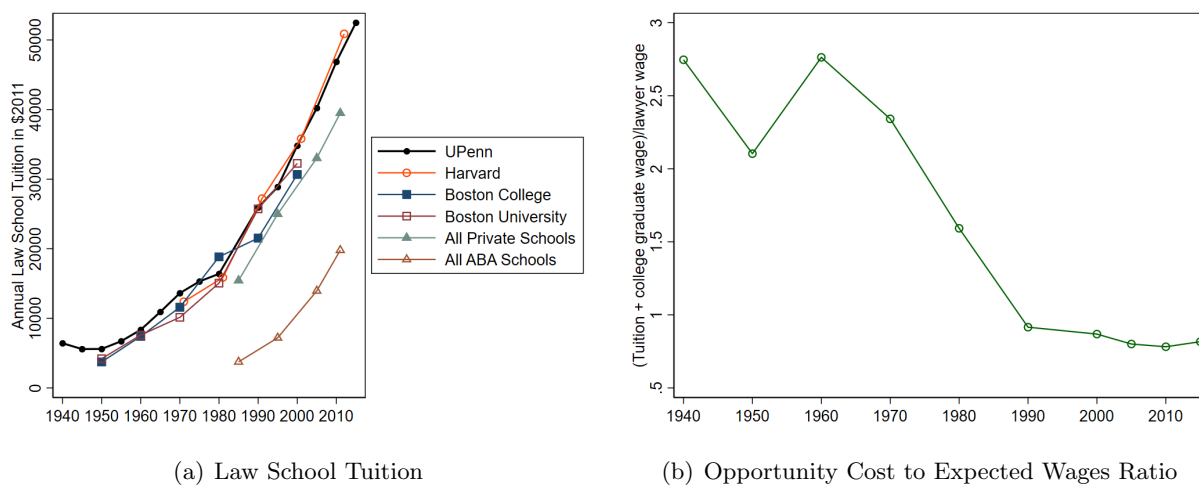 Annual Law School Tuition in $2011
50000
40000
30000
20000
10000
0
1940 1950 1960 1970 1980 1990 2000 2010
UPenn
Harvard
Boston College
Boston University
All Private Schools
All ABA Schools
(a) Law School Tuition
(Tuition + college graduate wage)/lawyer wage
3
2.5
2
1.5
1
.5
1940 1950 1960 1970 1980 1990 2000 2010
(b) Opportunity Cost to Expected Wages Ratio